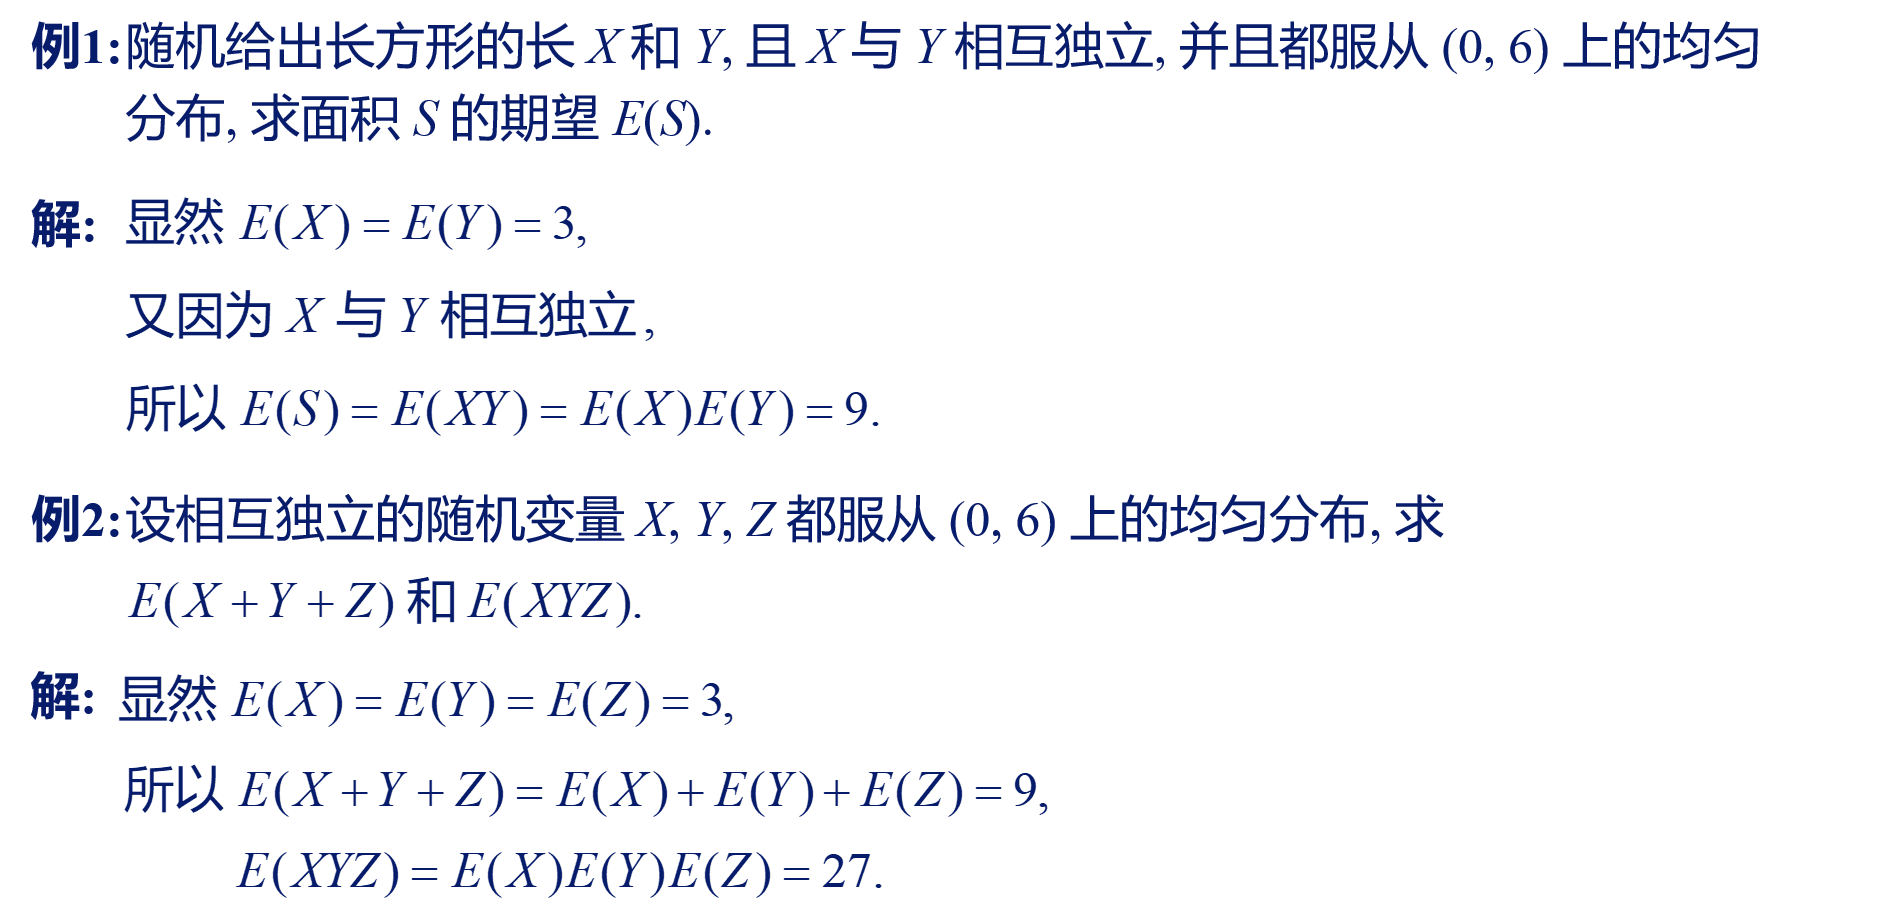 例1:随机给出长方形的长 X 和 Y, 且 X 与 Y 相互独立, 并且都服从 (0, 6) 上的均匀
分布, 求面积 S 的期望 E(S).
解: 显然 E(X) = E(Y) = 3,
又因为 X 与 Y 相互独立,
所以 E(S) = E(XY) = E(X)E(Y) = 9.
例2:设相互独立的随机变量 X, Y, Z 都服从 (0, 6) 上的均匀分布, 求
E(X + Y + Z) 和 E(XYZ).
解: 显然 E(X) = E(Y) = E(Z) = 3,
所以 E(X + Y + Z) = E(X) + E(Y) + E(Z) = 9,
E(XYZ) = E(X)E(Y)E(Z) = 27.